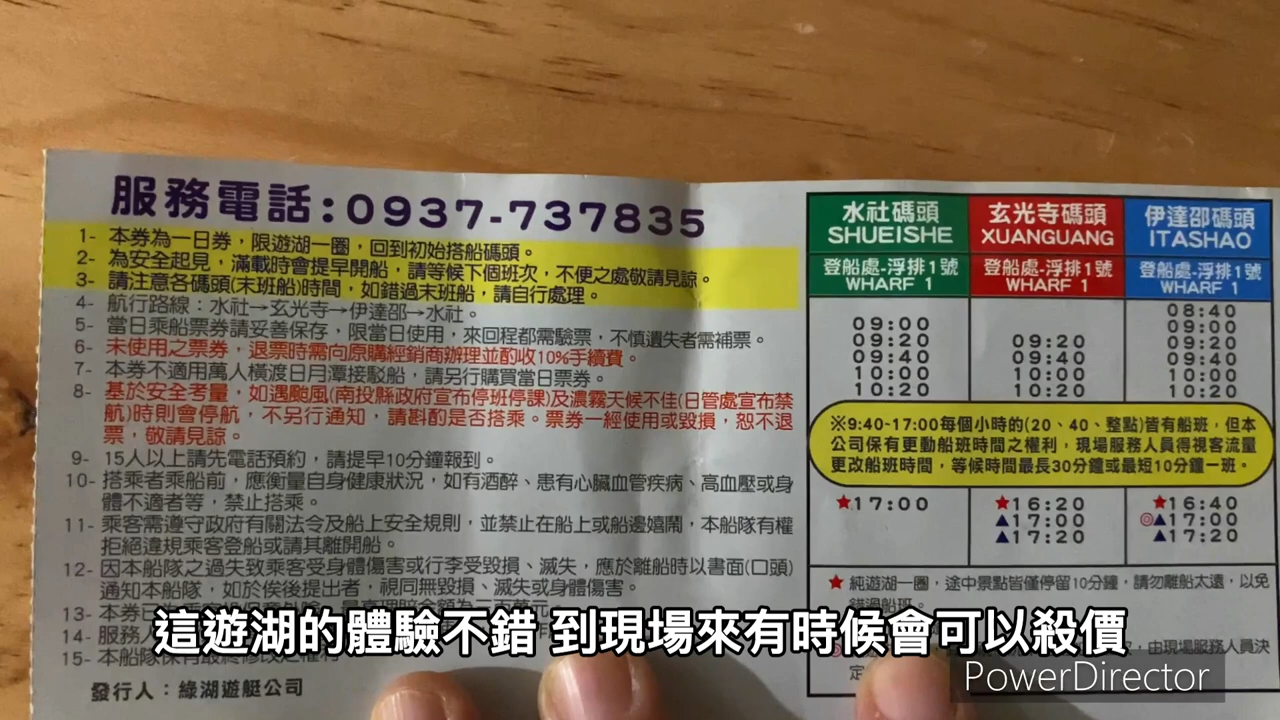 服務電話:0937-737835
1- 本券為一日券，限遊湖一圈，回到初始搭船碼頭。
2- 為安全起見，滿載時會提早開船，請等候下個班次，不便之處敬請見諒。
3- 請注意各碼頭(末班船)時間，如錯過末班船，請自行處理。
4- 航行路線：水社→玄光寺→伊達邵→水社。
5- 當日乘船票券請妥善保存，限當日使用，來回程都需驗票，不慎遺失者需補票。
6- 未使用之票券，退票時需向原購經銷商辦理並酌收10%手續費。
7- 本券不適用萬人橫渡日月潭接駁船，請另行購買當日票券。
8- 基於安全考量，如遇颱風(南投縣政府宣布停班停課)及濃霧天候不佳(日管處宣布禁
航)時則會停航，不另行通知，請斟酌是否搭乘。票券一經使用或毀損，恕不退
票，敬請見諒。
9- 15人以上請先電話預約，請提早10分鐘報到。
10- 搭乘者乘船前，應衡量自身健康狀況，如有酒醉、患有心臟血管疾病、高血壓或身
體不適者等，禁止搭乘。
11- 乘客需遵守政府有關法令及船上安全規則，並禁止在船上或船邊嬉鬧，本船隊有權
拒絕違規乘客登船或請其離開船。
12- 因本船隊之過失致乘客受身體傷害或行李受毀損、滅失，應於離船時以書面(口頭)
通知本船隊，如於俟後提出者，視同無毀損、滅失或身體傷害。
13- 本券已
14- 服務人
15- 本船隊保有最終修改之權利
發行人：綠湖遊艇公司
水社碼頭 玄光寺碼頭 伊達邵碼頭
SHUEISHE XUANGUANG ITASHAO
登船處-浮排1號 登船處-浮排1號 登船處-浮排1號
WHARF 1 WHARF 1 WHARF 1
08:40
09:00 09:00
09:20 09:20 09:20
09:40 09:40 09:40
10:00 10:00 10:00
10:20 10:20 10:20
※9:40-17:00每個小時的(20、40、整點)皆有船班，但本
公司保有更動船班時間之權利，現場服務人員得視客流量
更改船班時間，等候時間最長30分鐘或最短10分鐘一班。
★17:00 ★16:20 ★16:40
▲17:00 ◎▲17:00
▲17:20 ▲17:20
★ 純遊湖一圈，途中景點皆僅停留10分鐘，請勿離船太遠，以免
錯過船班。
，由現場服務人員決
定
這遊湖的體驗不錯 到現場來有時候會可以殺價
PowerDirector